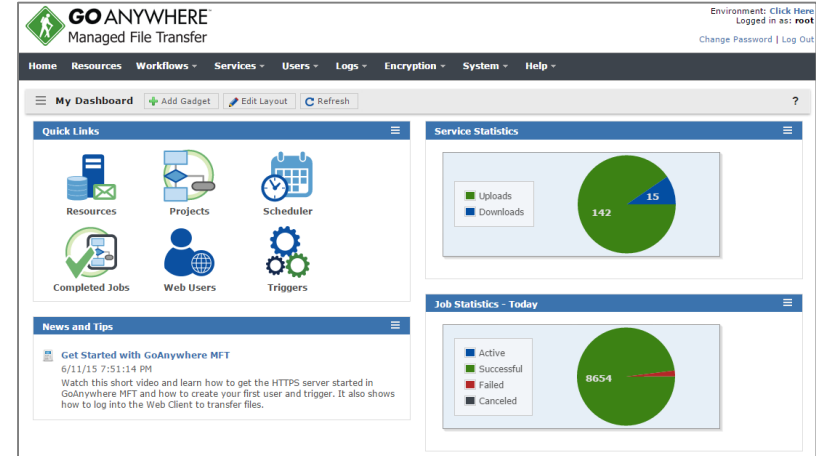 GO ANYWHERE™
Managed File Transfer
Environment: Click Here
Logged in as: root
Change Password | Log Out
Home Resources Workflows Services Users Logs Encryption System Help
My Dashboard Add Gadget Edit Layout Refresh ?
Quick Links
Resources Projects Scheduler
Completed Jobs Web Users Triggers
News and Tips
Get Started with GoAnywhere MFT
6/11/15 7:51:14 PM
Watch this short video and learn how to get the HTTPS server started in
GoAnywhere MFT and how to create your first user and trigger. It also shows
how to log into the Web Client to transfer files.
Service Statistics
Uploads
Downloads
142
15
Job Statistics - Today
Active
Successful
Failed
Canceled
8654